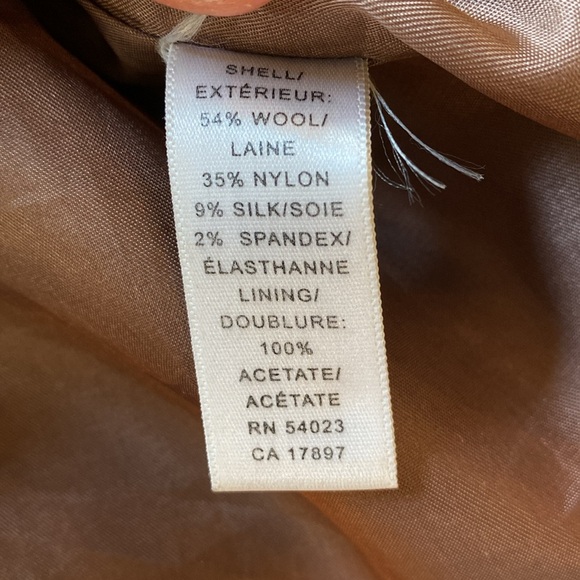 SHELL/
EXTÉRIEUR:
54% WOOL/
LAINE
35% NYLON
9% SILK/SOIE
2% SPANDEX/
ÉLASTHANNE
LINING/
DOUBLURE:
100%
ACETATE/
ACÉTATE
RN 54023
CA 17897